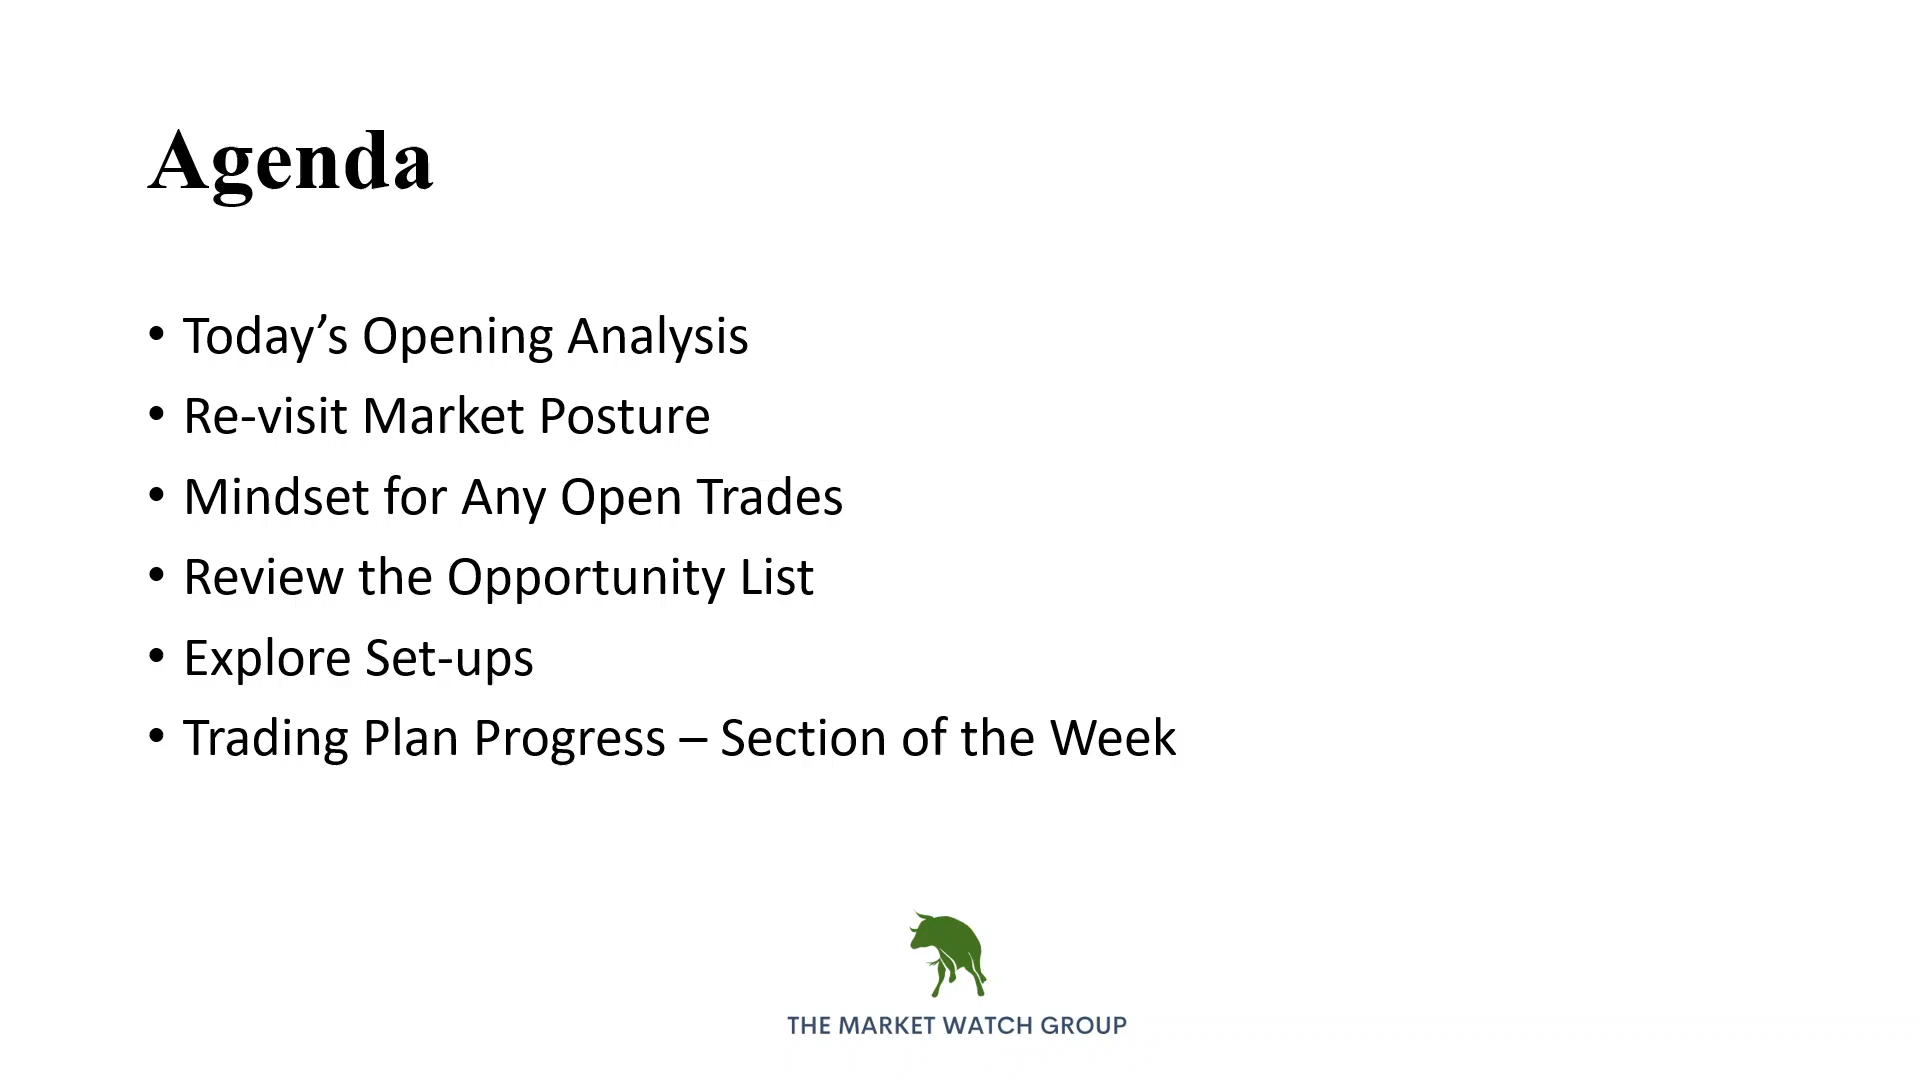 Agenda
• Today’s Opening Analysis
• Re-visit Market Posture
• Mindset for Any Open Trades
• Review the Opportunity List
• Explore Set-ups
• Trading Plan Progress – Section of the Week
THE MARKET WATCH GROUP